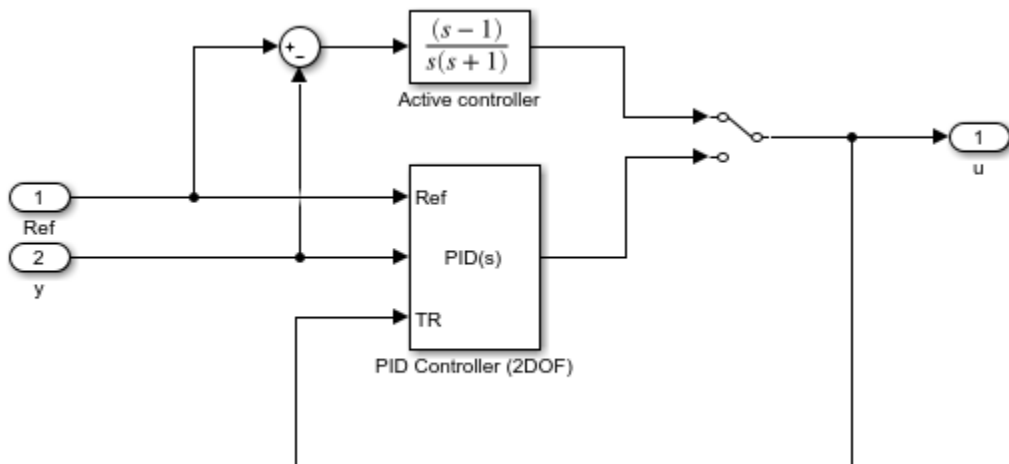 +
−
(s − 1)
s(s + 1)
Active controller
1
Ref
2
y
Ref
PID(s)
TR
PID Controller (2DOF)
1
u